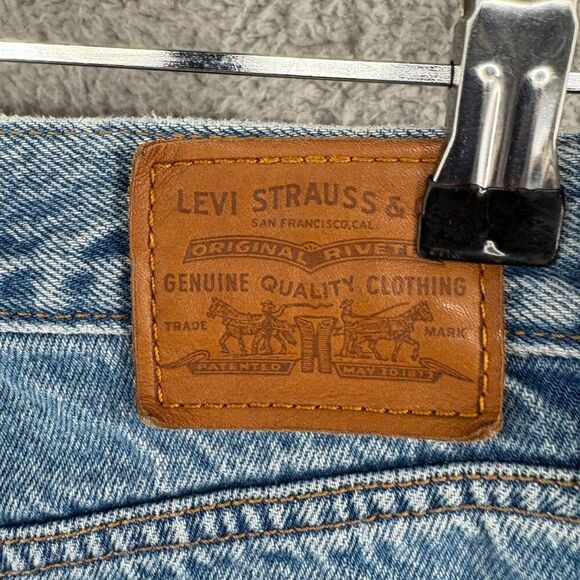 LEVI STRAUSS &
SAN FRANCISCO, CAL.
ORIGINAL
GENUINE QUALITY CLOTHING
TRADE MARK
PATENTED MAY 20 1873